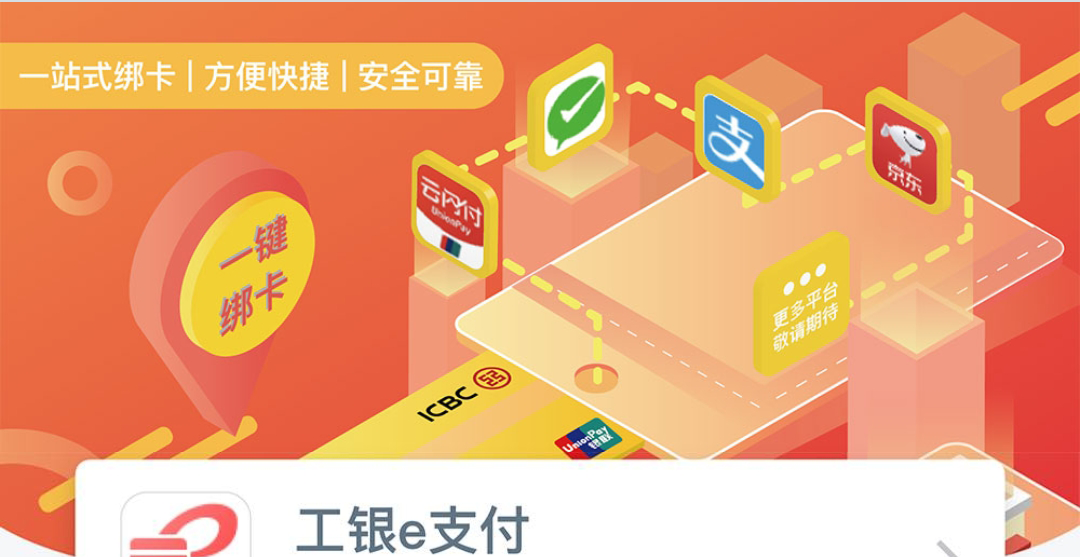 一站式绑卡 | 方便快捷 | 安全可靠
一键
绑卡
云闪付
UnionPay
支
京东
更多平台
敬请期待
ICBC
UnionPay
银联
工银e支付